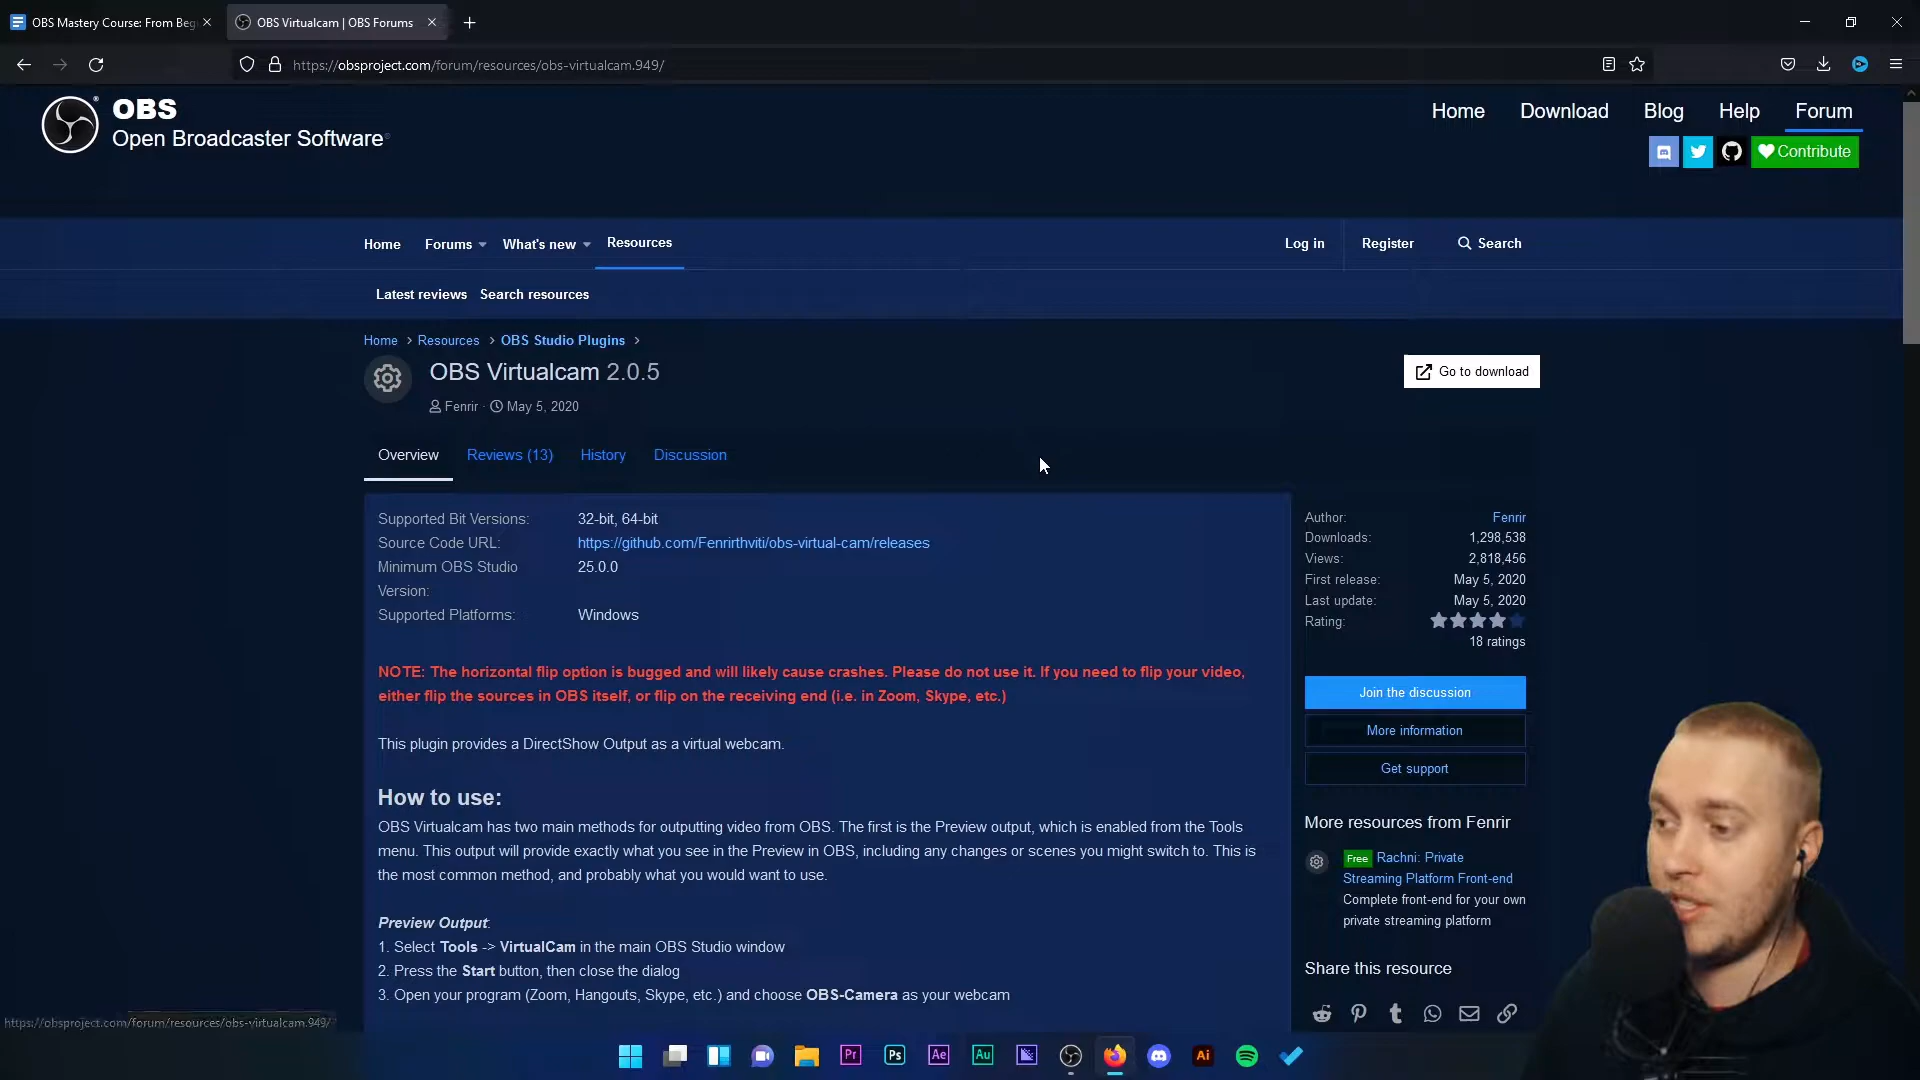 OBS Mastery Course: From Beg
OBS Virtualcam | OBS Forums
https://obsproject.com/forum/resources/obs-virtualcam.949/
OBS
Open Broadcaster Software
Home Download Blog Help Forum
Contribute
Home Forums What's new Resources
Log in Register Search
Latest reviews Search resources
Home > Resources > OBS Studio Plugins >
OBS Virtualcam 2.0.5
Go to download
Fenrir · May 5, 2020
Overview Reviews (13) History Discussion
Supported Bit Versions: 32-bit, 64-bit
Source Code URL: https://github.com/Fenrirthviti/obs-virtual-cam/releases
Minimum OBS Studio 25.0.0
Version:
Supported Platforms: Windows
NOTE: The horizontal flip option is bugged and will likely cause crashes. Please do not use it. If you need to flip your video,
either flip the sources in OBS itself, or flip on the receiving end (i.e. in Zoom, Skype, etc.)
This plugin provides a DirectShow Output as a virtual webcam.
How to use:
OBS Virtualcam has two main methods for outputting video from OBS. The first is the Preview output, which is enabled from the Tools
menu. This output will provide exactly what you see in the Preview in OBS, including any changes or scenes you might switch to. This is
the most common method, and probably what you would want to use.
Preview Output:
1. Select Tools -> VirtualCam in the main OBS Studio window
2. Press the Start button, then close the dialog
3. Open your program (Zoom, Hangouts, Skype, etc.) and choose OBS-Camera as your webcam
Author: Fenrir
Downloads: 1,298,538
Views: 2,818,456
First release: May 5, 2020
Last update: May 5, 2020
Rating:
18 ratings
Join the discussion
More information
Get support
More resources from Fenrir
Free Rachni: Private
Streaming Platform Front-end
Complete front-end for your own
private streaming platform
Share this resource
https://obsproject.com/forum/resources/obs-virtualcam.949/
Pr Ps Ae Au Ai